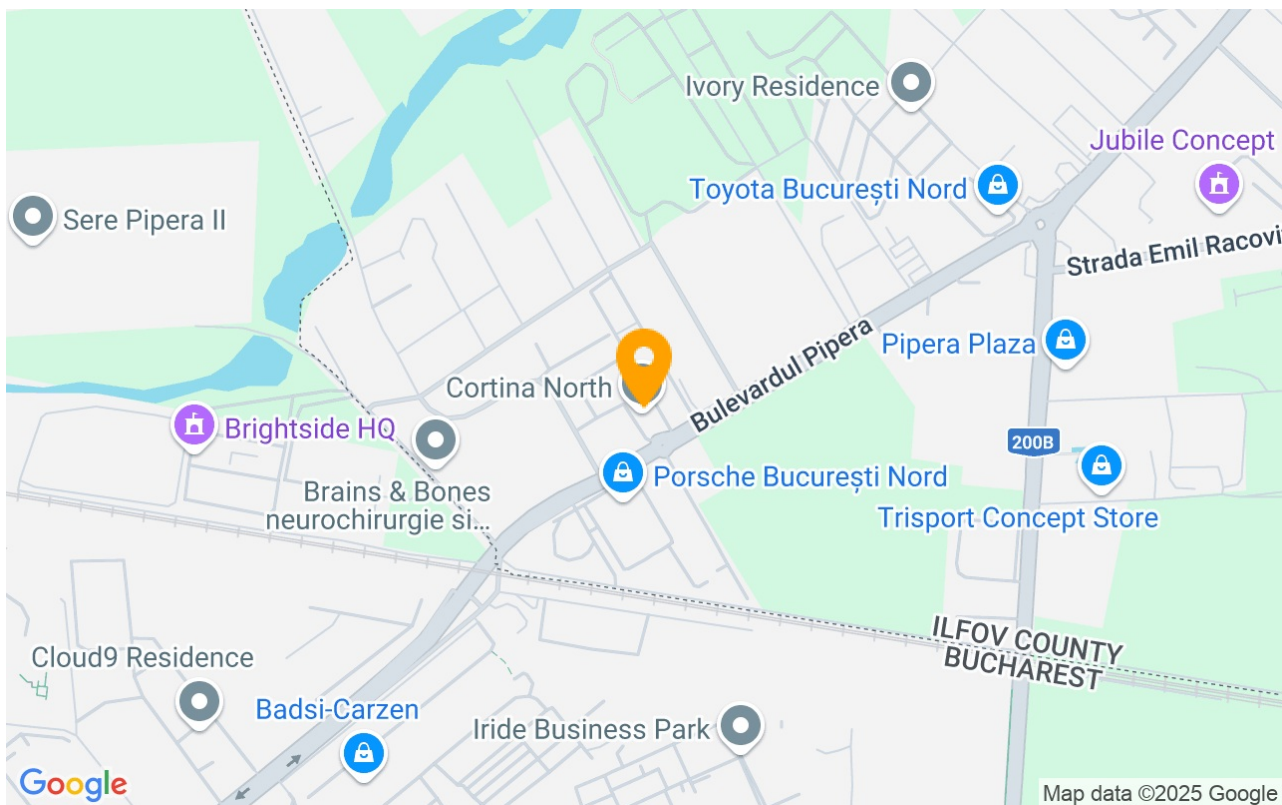 Ivory Residence
Jubile Concept
Toyota București Nord
Sere Pipera II
Strada Emil Racovi
Bulevardul Pipera
Pipera Plaza
Cortina North
Brightside HQ
200B
Porsche București Nord
Brains & Bones
neurochirurgie si...
Trisport Concept Store
ILFOV COUNTY
BUCHAREST
Cloud9 Residence
Badsi-Carzen
Iride Business Park
Google
Map data ©2025 Google